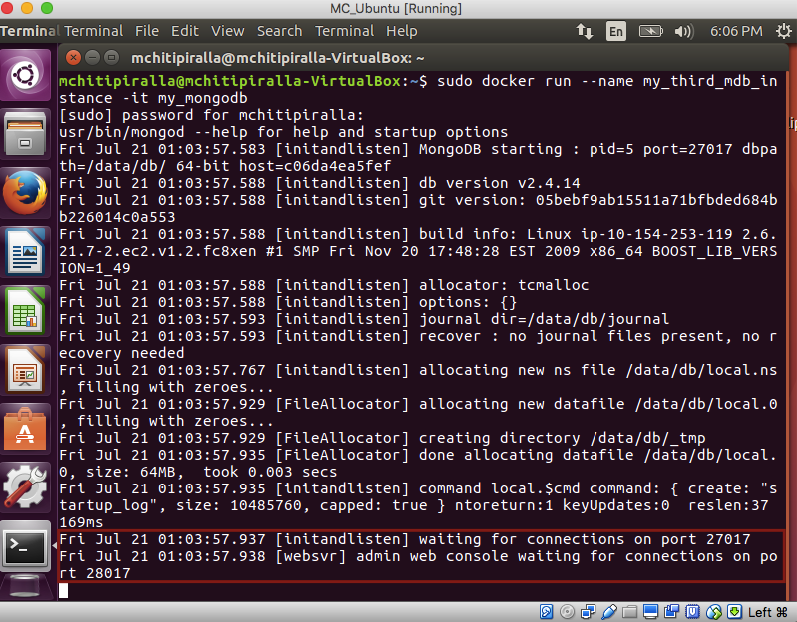 MC_Ubuntu [Running]
Terminal Terminal File Edit View Search Terminal Help En 6:06 PM
mchitipiralla@mchitipiralla-VirtualBox: ~
mchitipiralla@mchitipiralla-VirtualBox:~$ sudo docker run --name my_third_mdb_in
stance -it my_mongodb
[sudo] password for mchitipiralla:
usr/bin/mongod --help for help and startup options
Fri Jul 21 01:03:57.583 [initandlisten] MongoDB starting : pid=5 port=27017 dbpa
th=/data/db/ 64-bit host=c06da4ea5fef
Fri Jul 21 01:03:57.588 [initandlisten] db version v2.4.14
Fri Jul 21 01:03:57.588 [initandlisten] git version: 05bebf9ab15511a71bfbded684b
b226014c0a553
Fri Jul 21 01:03:57.588 [initandlisten] build info: Linux ip-10-154-253-119 2.6.
21.7-2.ec2.v1.2.fc8xen #1 SMP Fri Nov 20 17:48:28 EST 2009 x86_64 BOOST_LIB_VERS
ION=1_49
Fri Jul 21 01:03:57.588 [initandlisten] allocator: tcmalloc
Fri Jul 21 01:03:57.588 [initandlisten] options: {}
Fri Jul 21 01:03:57.593 [initandlisten] journal dir=/data/db/journal
Fri Jul 21 01:03:57.593 [initandlisten] recover : no journal files present, no r
ecovery needed
Fri Jul 21 01:03:57.767 [initandlisten] allocating new ns file /data/db/local.ns
, filling with zeroes...
Fri Jul 21 01:03:57.929 [FileAllocator] allocating new datafile /data/db/local.0
, filling with zeroes...
Fri Jul 21 01:03:57.929 [FileAllocator] creating directory /data/db/_tmp
Fri Jul 21 01:03:57.935 [FileAllocator] done allocating datafile /data/db/local.
0, size: 64MB,  took 0.003 secs
Fri Jul 21 01:03:57.935 [initandlisten] command local.$cmd command: { create: "s
tartup_log", size: 10485760, capped: true } ntoreturn:1 keyUpdates:0  reslen:37
169ms
Fri Jul 21 01:03:57.937 [initandlisten] waiting for connections on port 27017
Fri Jul 21 01:03:57.938 [websvr] admin web console waiting for connections on po
rt 28017
Left ⌘